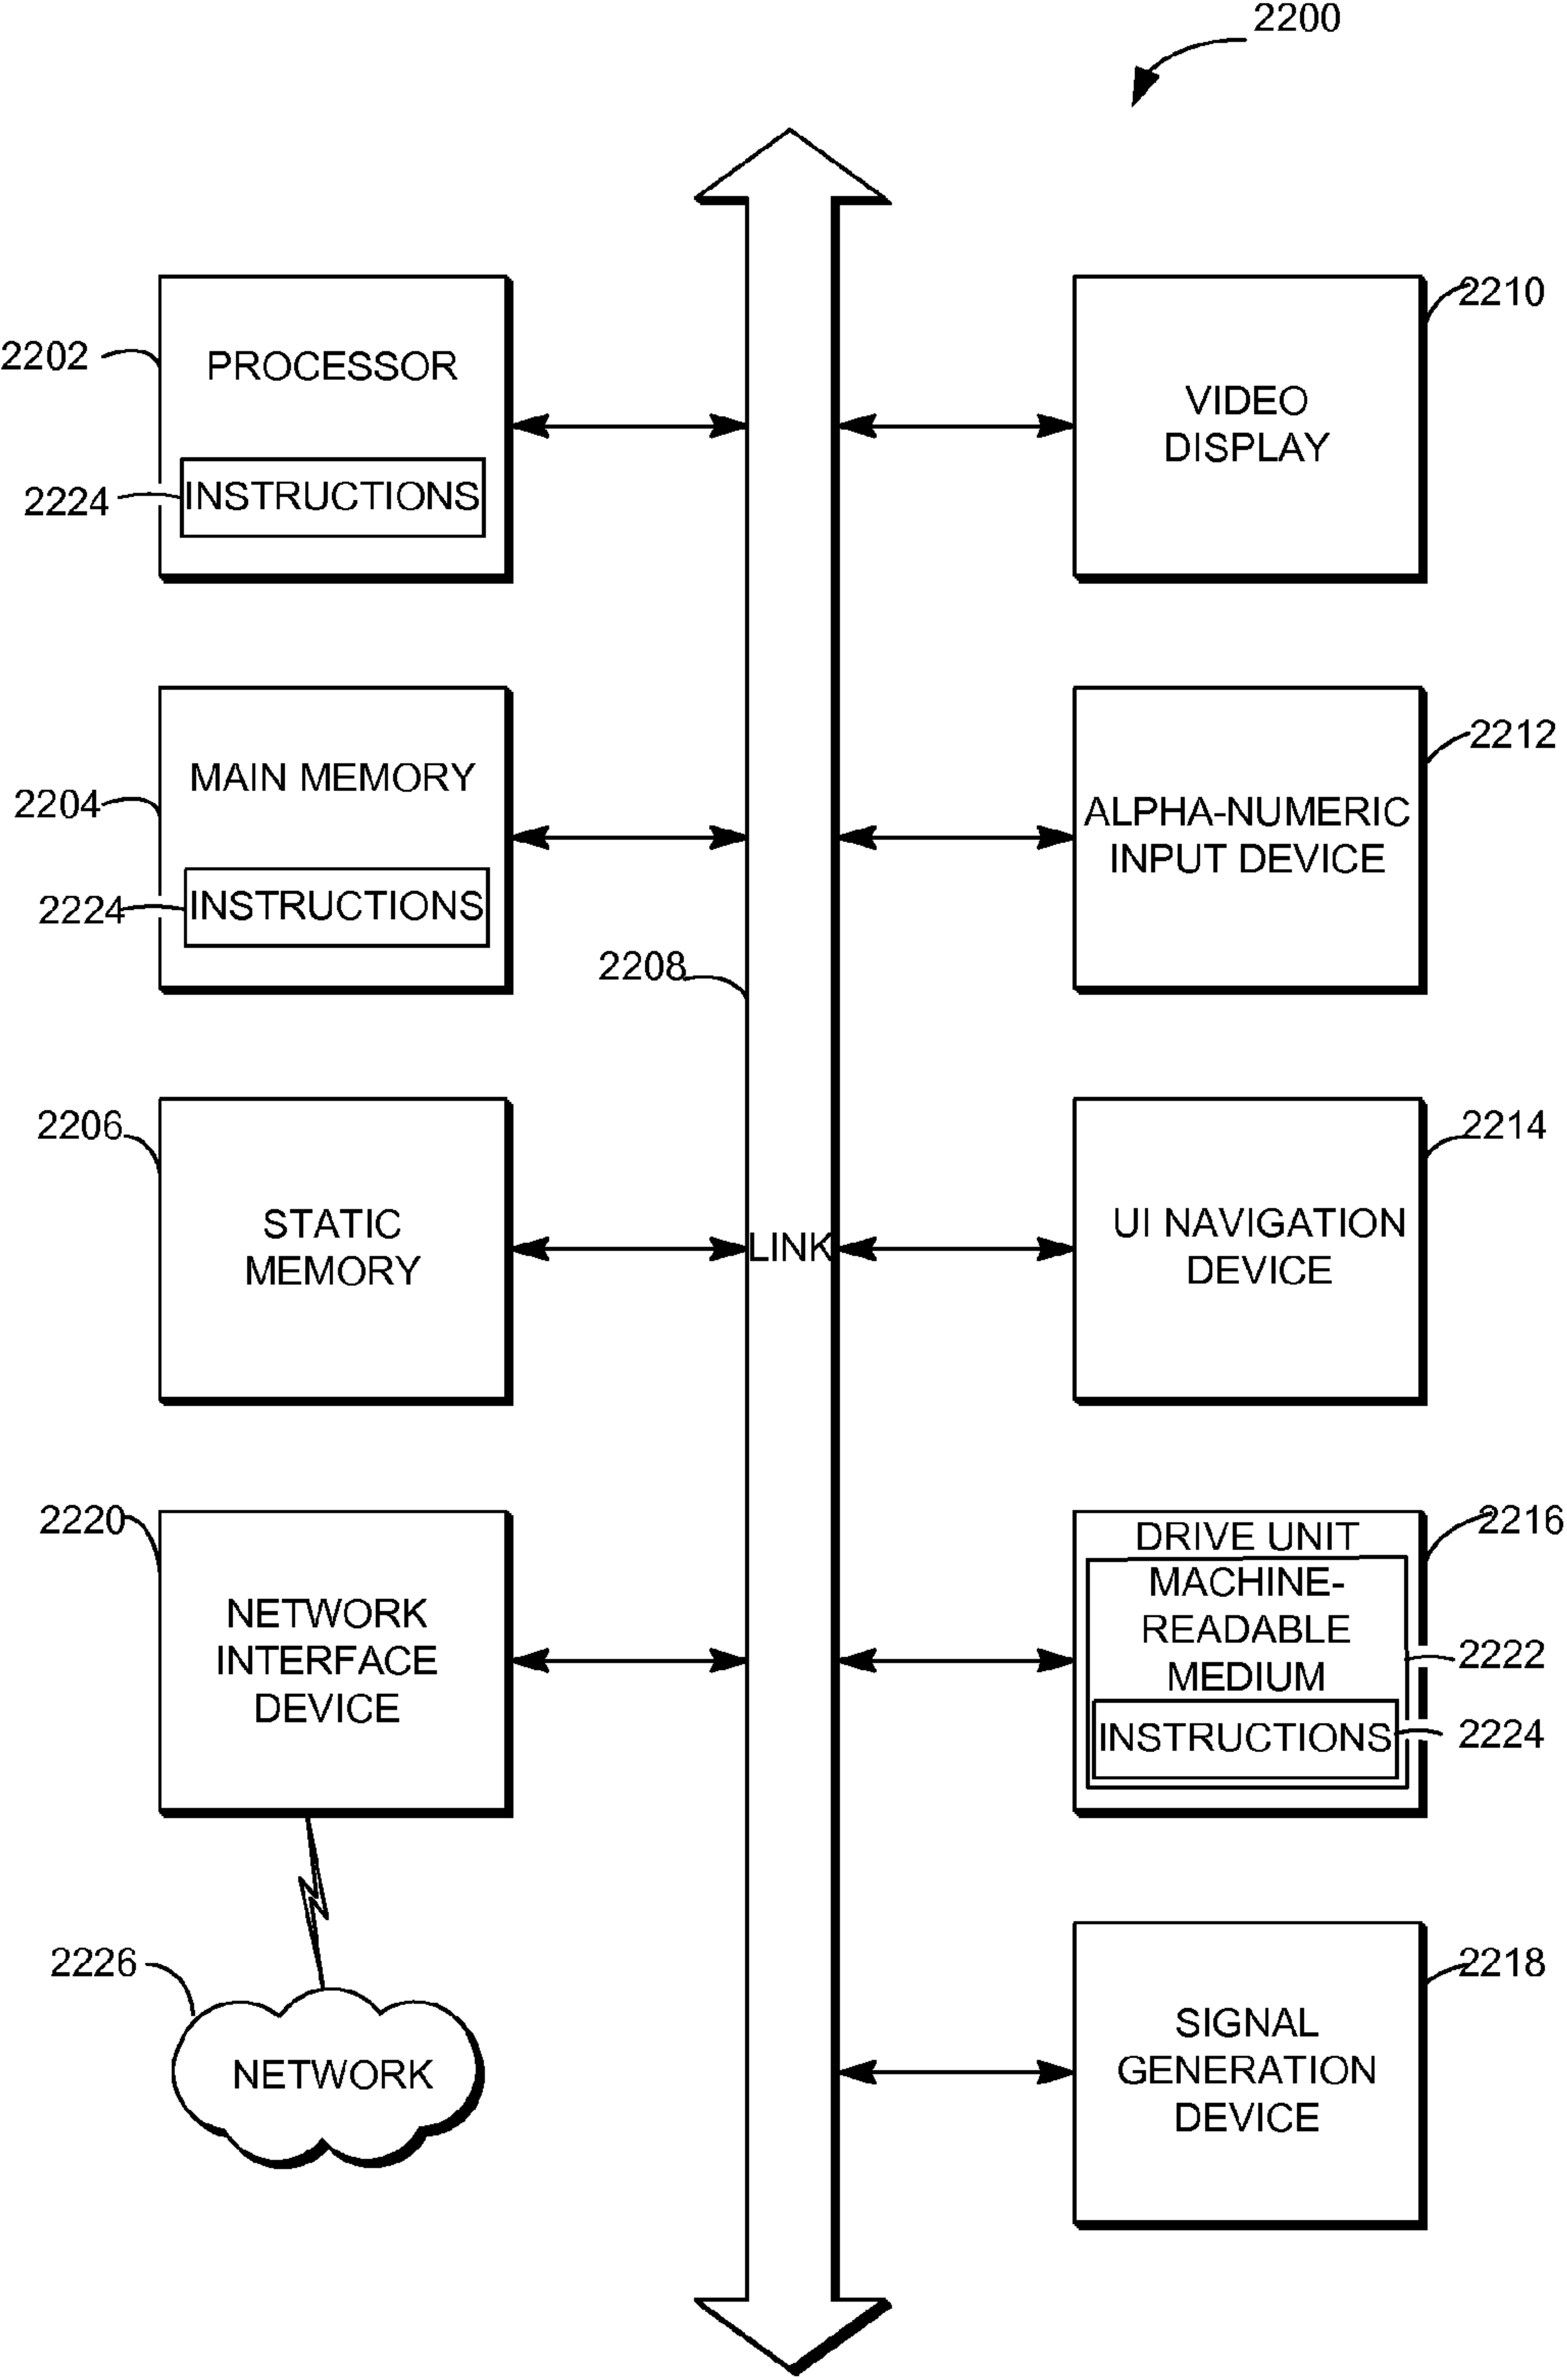 2200
2202
PROCESSOR
2224
INSTRUCTIONS
2210
VIDEO
DISPLAY
2204
MAIN MEMORY
2224
INSTRUCTIONS
2208
2212
ALPHA-NUMERIC
INPUT DEVICE
2206
STATIC
MEMORY
LINK
2214
UI NAVIGATION
DEVICE
2220
NETWORK
INTERFACE
DEVICE
2216
DRIVE UNIT
MACHINE-
READABLE
MEDIUM
2222
INSTRUCTIONS
2224
2226
NETWORK
2218
SIGNAL
GENERATION
DEVICE